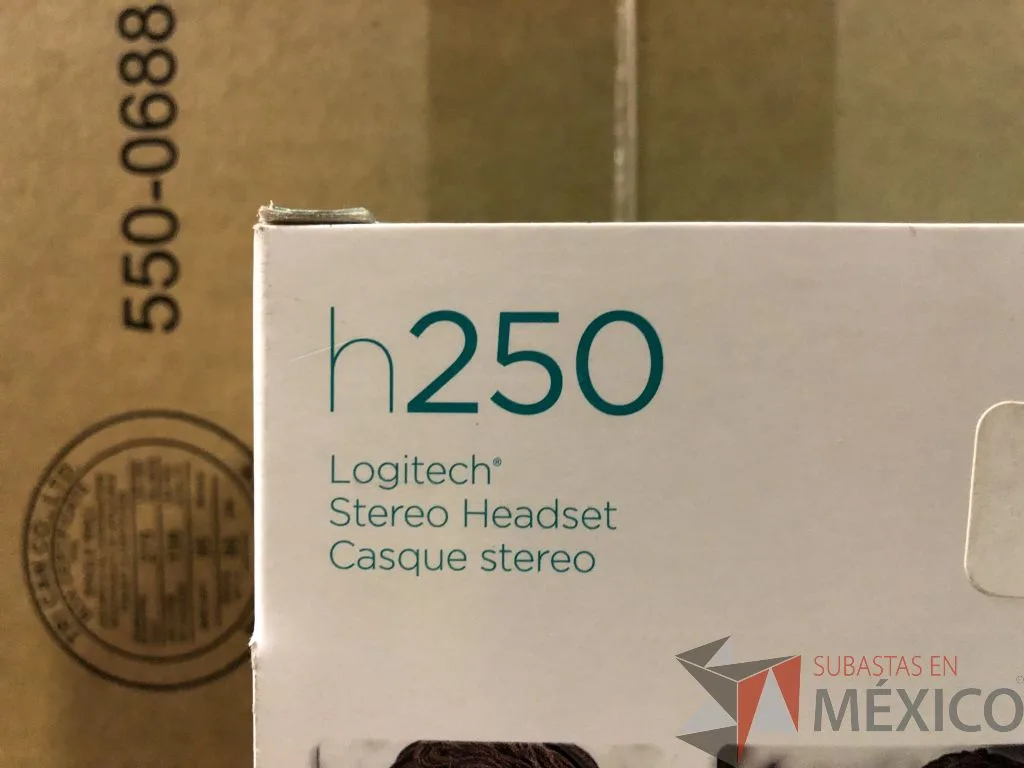 550-0688
h250
Logitech®
Stereo Headset
Casque stereo
SUBASTAS EN
MÉXICO